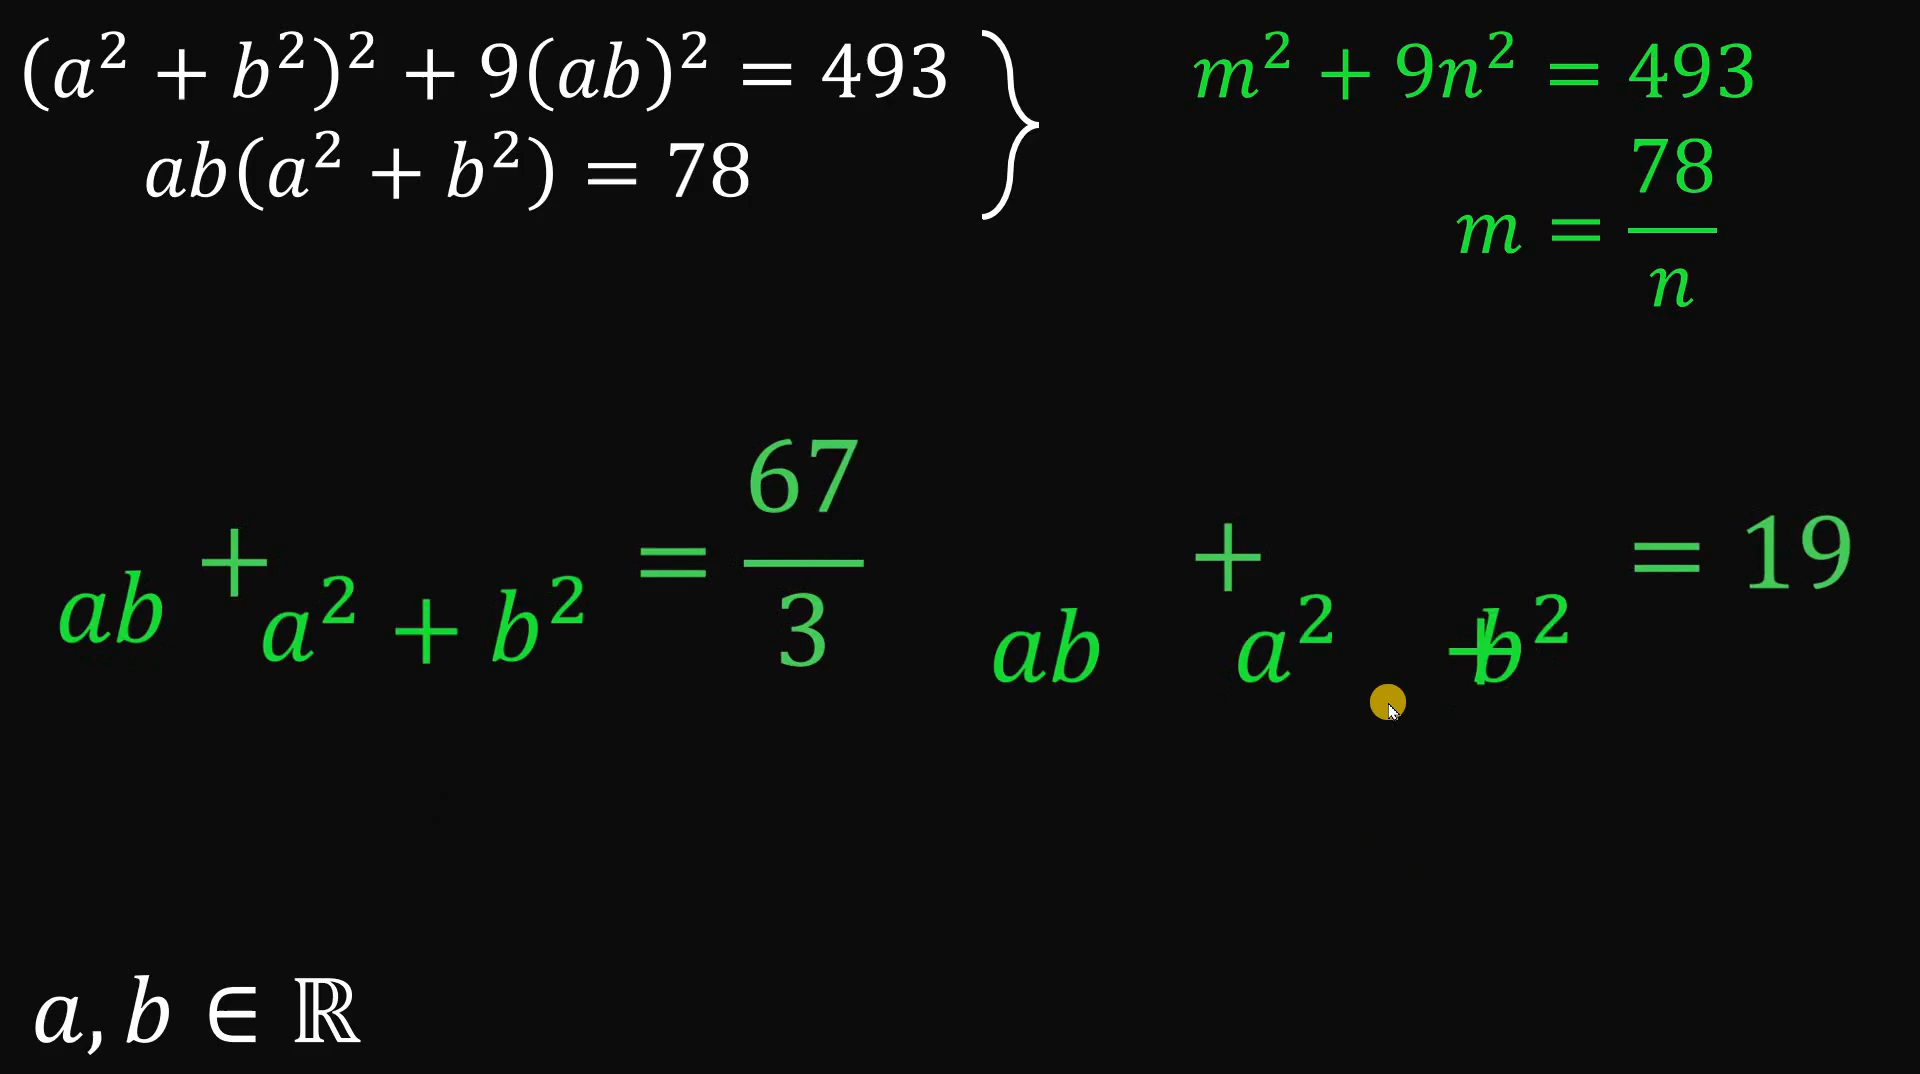 (a² + b²)² + 9(ab)² = 493
ab(a² + b²) = 78
m² + 9n² = 493
m = 78/n
ab + a² + b² = 67/3
ab + a² + b² = 19
a, b ∈ ℝ